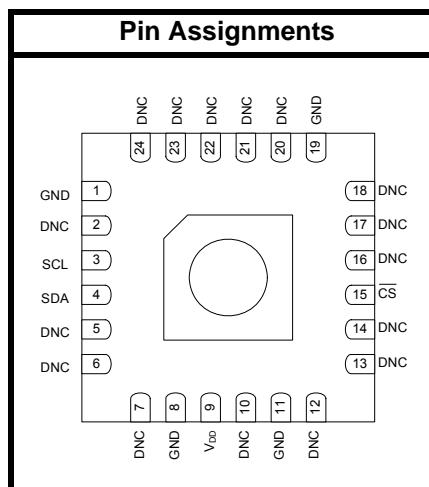 Pin Assignments
DNC DNC DNC DNC DNC GND
24 23 22 21 20 19
GND 1 18 DNC
DNC 2 17 DNC
SCL 3 16 DNC
SDA 4 15 CS
DNC 5 14 DNC
DNC 6 13 DNC
7 8 9 10 11 12
DNC GND VDD DNC GND DNC